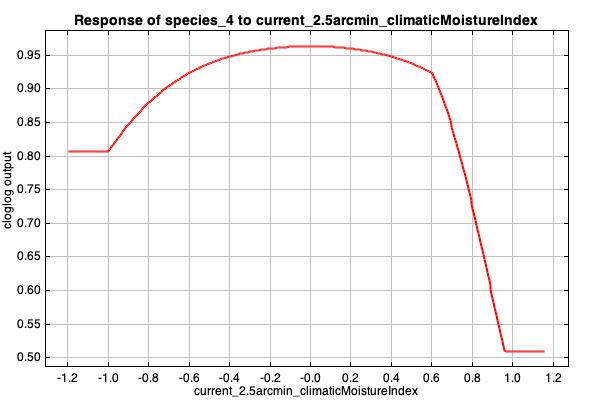 Response of species_4 to current_2.5arcmin_climaticMoistureIndex
cloglog output
0.95
0.90
0.85
0.80
0.75
0.70
0.65
0.60
0.55
0.50
-1.2 -1.0 -0.8 -0.6 -0.4 -0.2 -0.0 0.2 0.4 0.6 0.8 1.0 1.2
current_2.5arcmin_climaticMoistureIndex